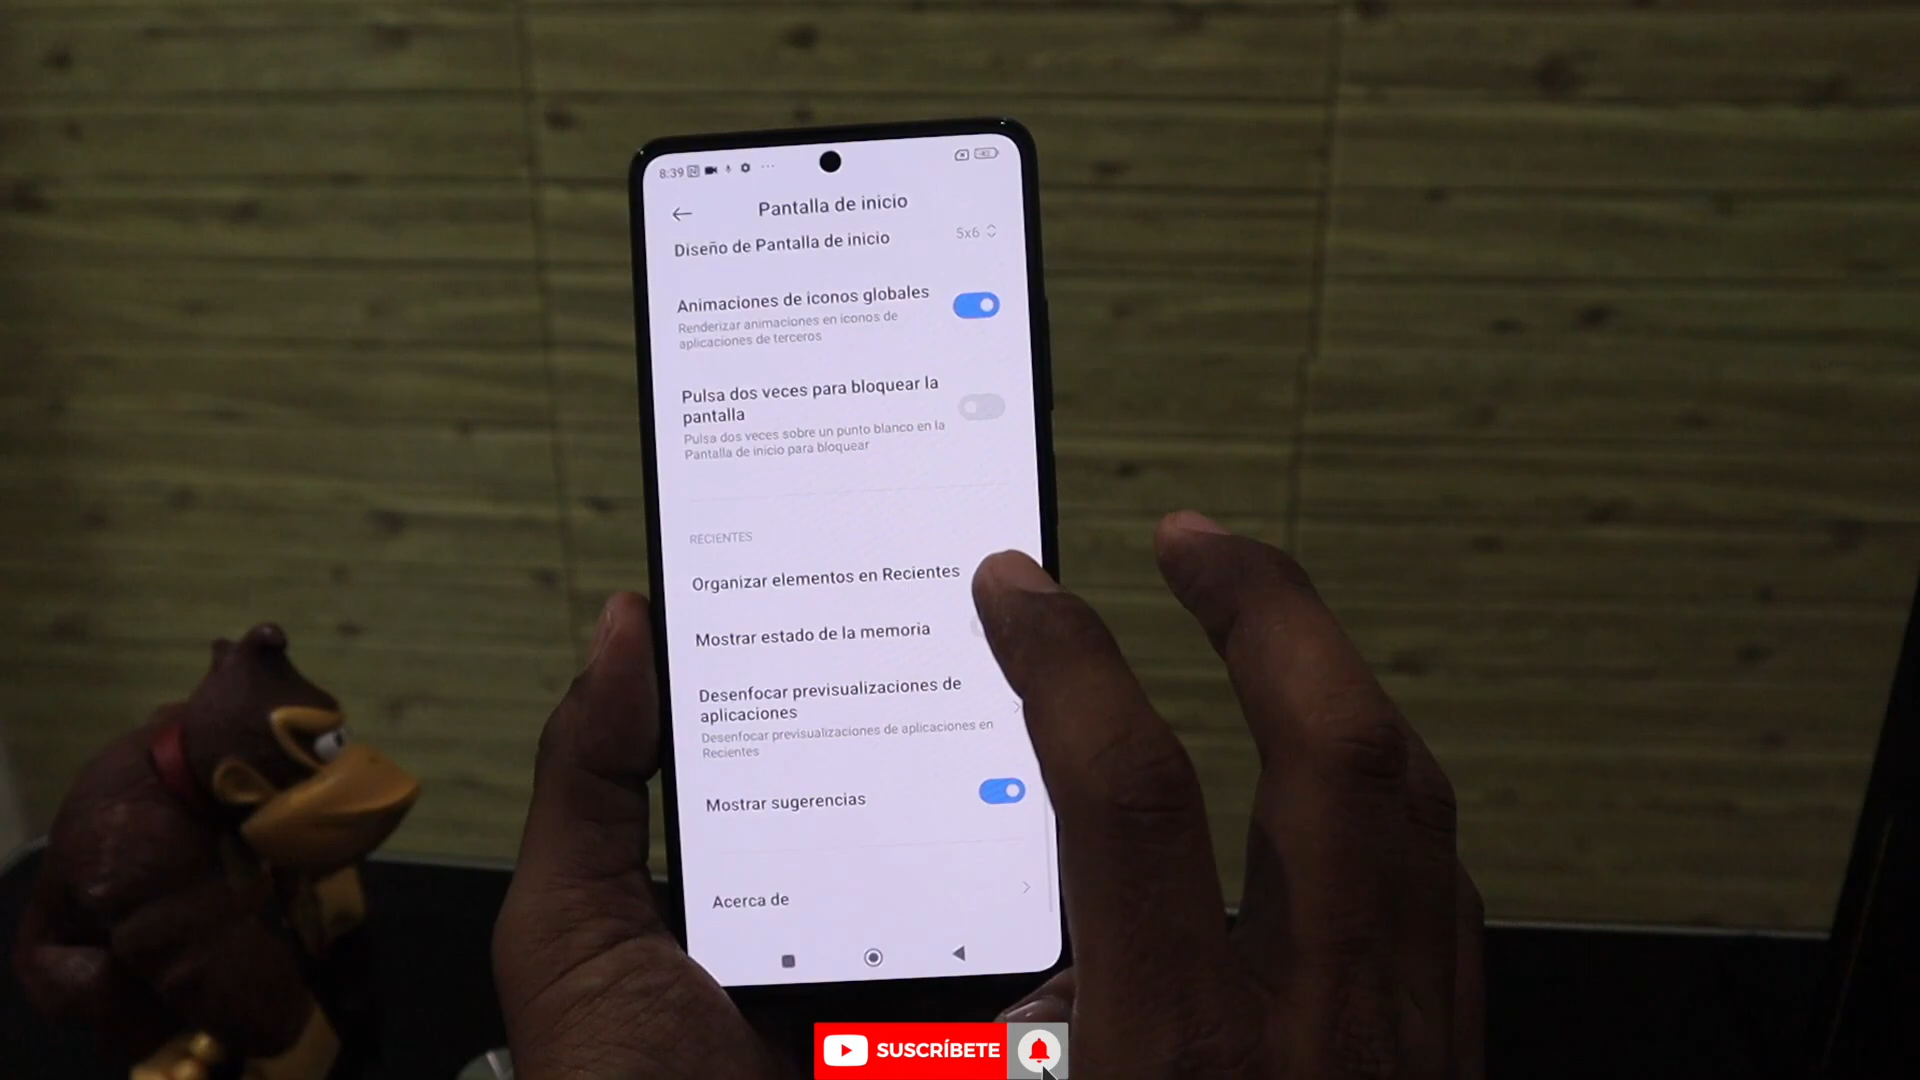 8:39
Pantalla de inicio
Diseño de Pantalla de inicio 5x6
Animaciones de iconos globales
Renderizar animaciones en iconos de
aplicaciones de terceros
Pulsa dos veces para bloquear la
pantalla
Pulsa dos veces sobre un punto blanco en la
Pantalla de inicio para bloquear
RECIENTES
Organizar elementos en Recientes
Mostrar estado de la memoria
Desenfocar previsualizaciones de
aplicaciones
Desenfocar previsualizaciones de aplicaciones en
Recientes
Mostrar sugerencias
Acerca de
SUSCRÍBETE